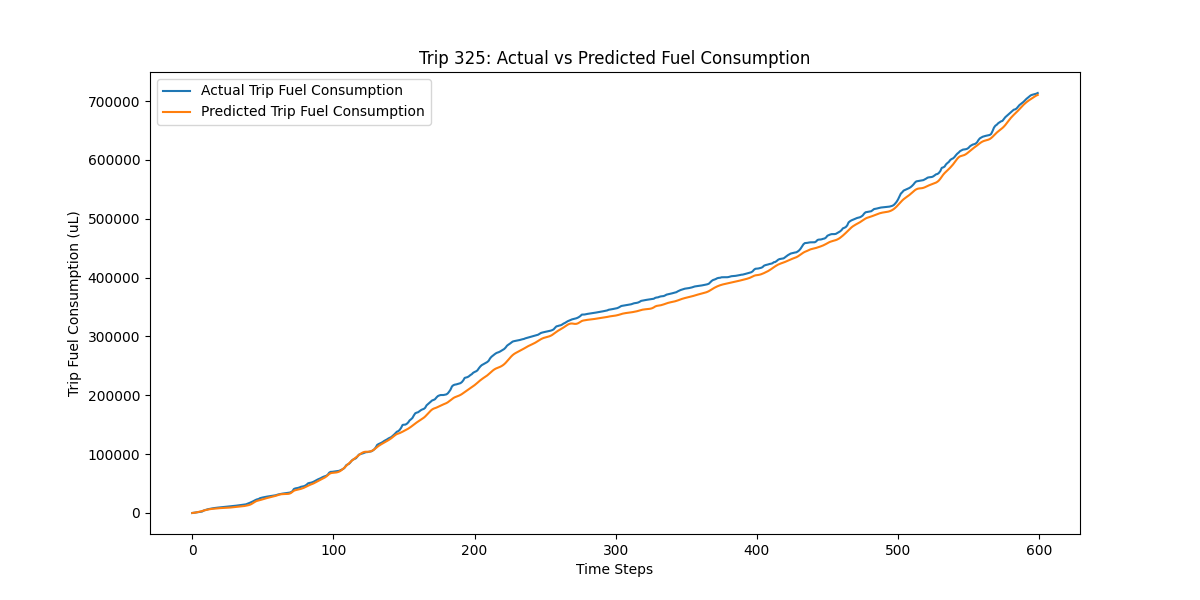 Trip 325: Actual vs Predicted Fuel Consumption
Actual Trip Fuel Consumption
Predicted Trip Fuel Consumption
Trip Fuel Consumption (uL)
700000
600000
500000
400000
300000
200000
100000
0
0 100 200 300 400 500 600
Time Steps